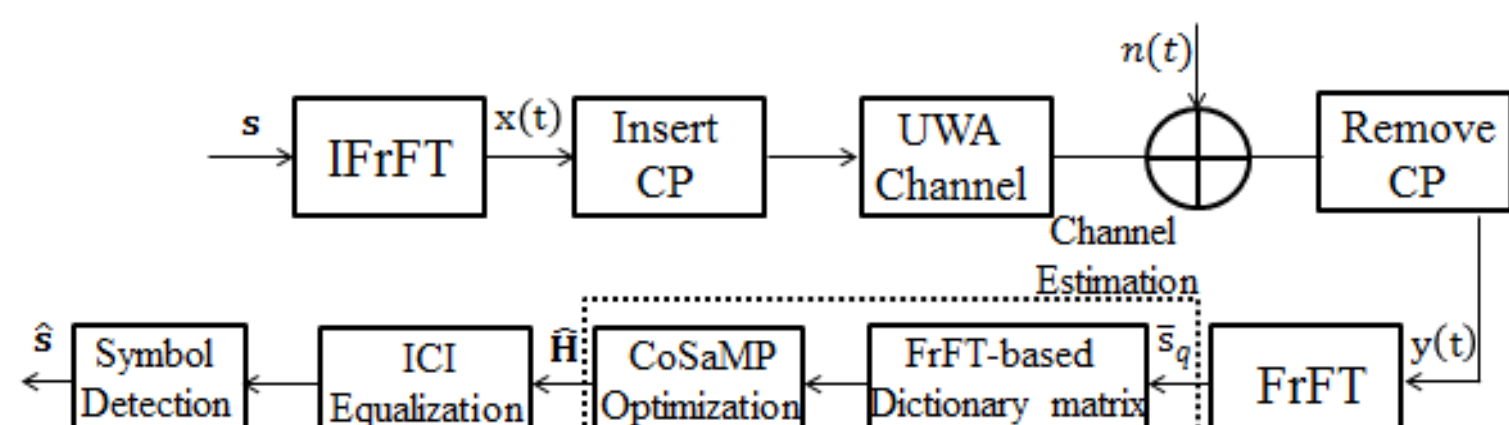 n(t)
s
IFrFT
x(t)
Insert
CP
UWA
Channel
Remove
CP
Channel
Estimation
ŝ
Symbol
Detection
ICI
Equalization
Ĥ
CoSaMP
Optimization
FrFT-based
Dictionary matrix
s̄_q
FrFT
y(t)